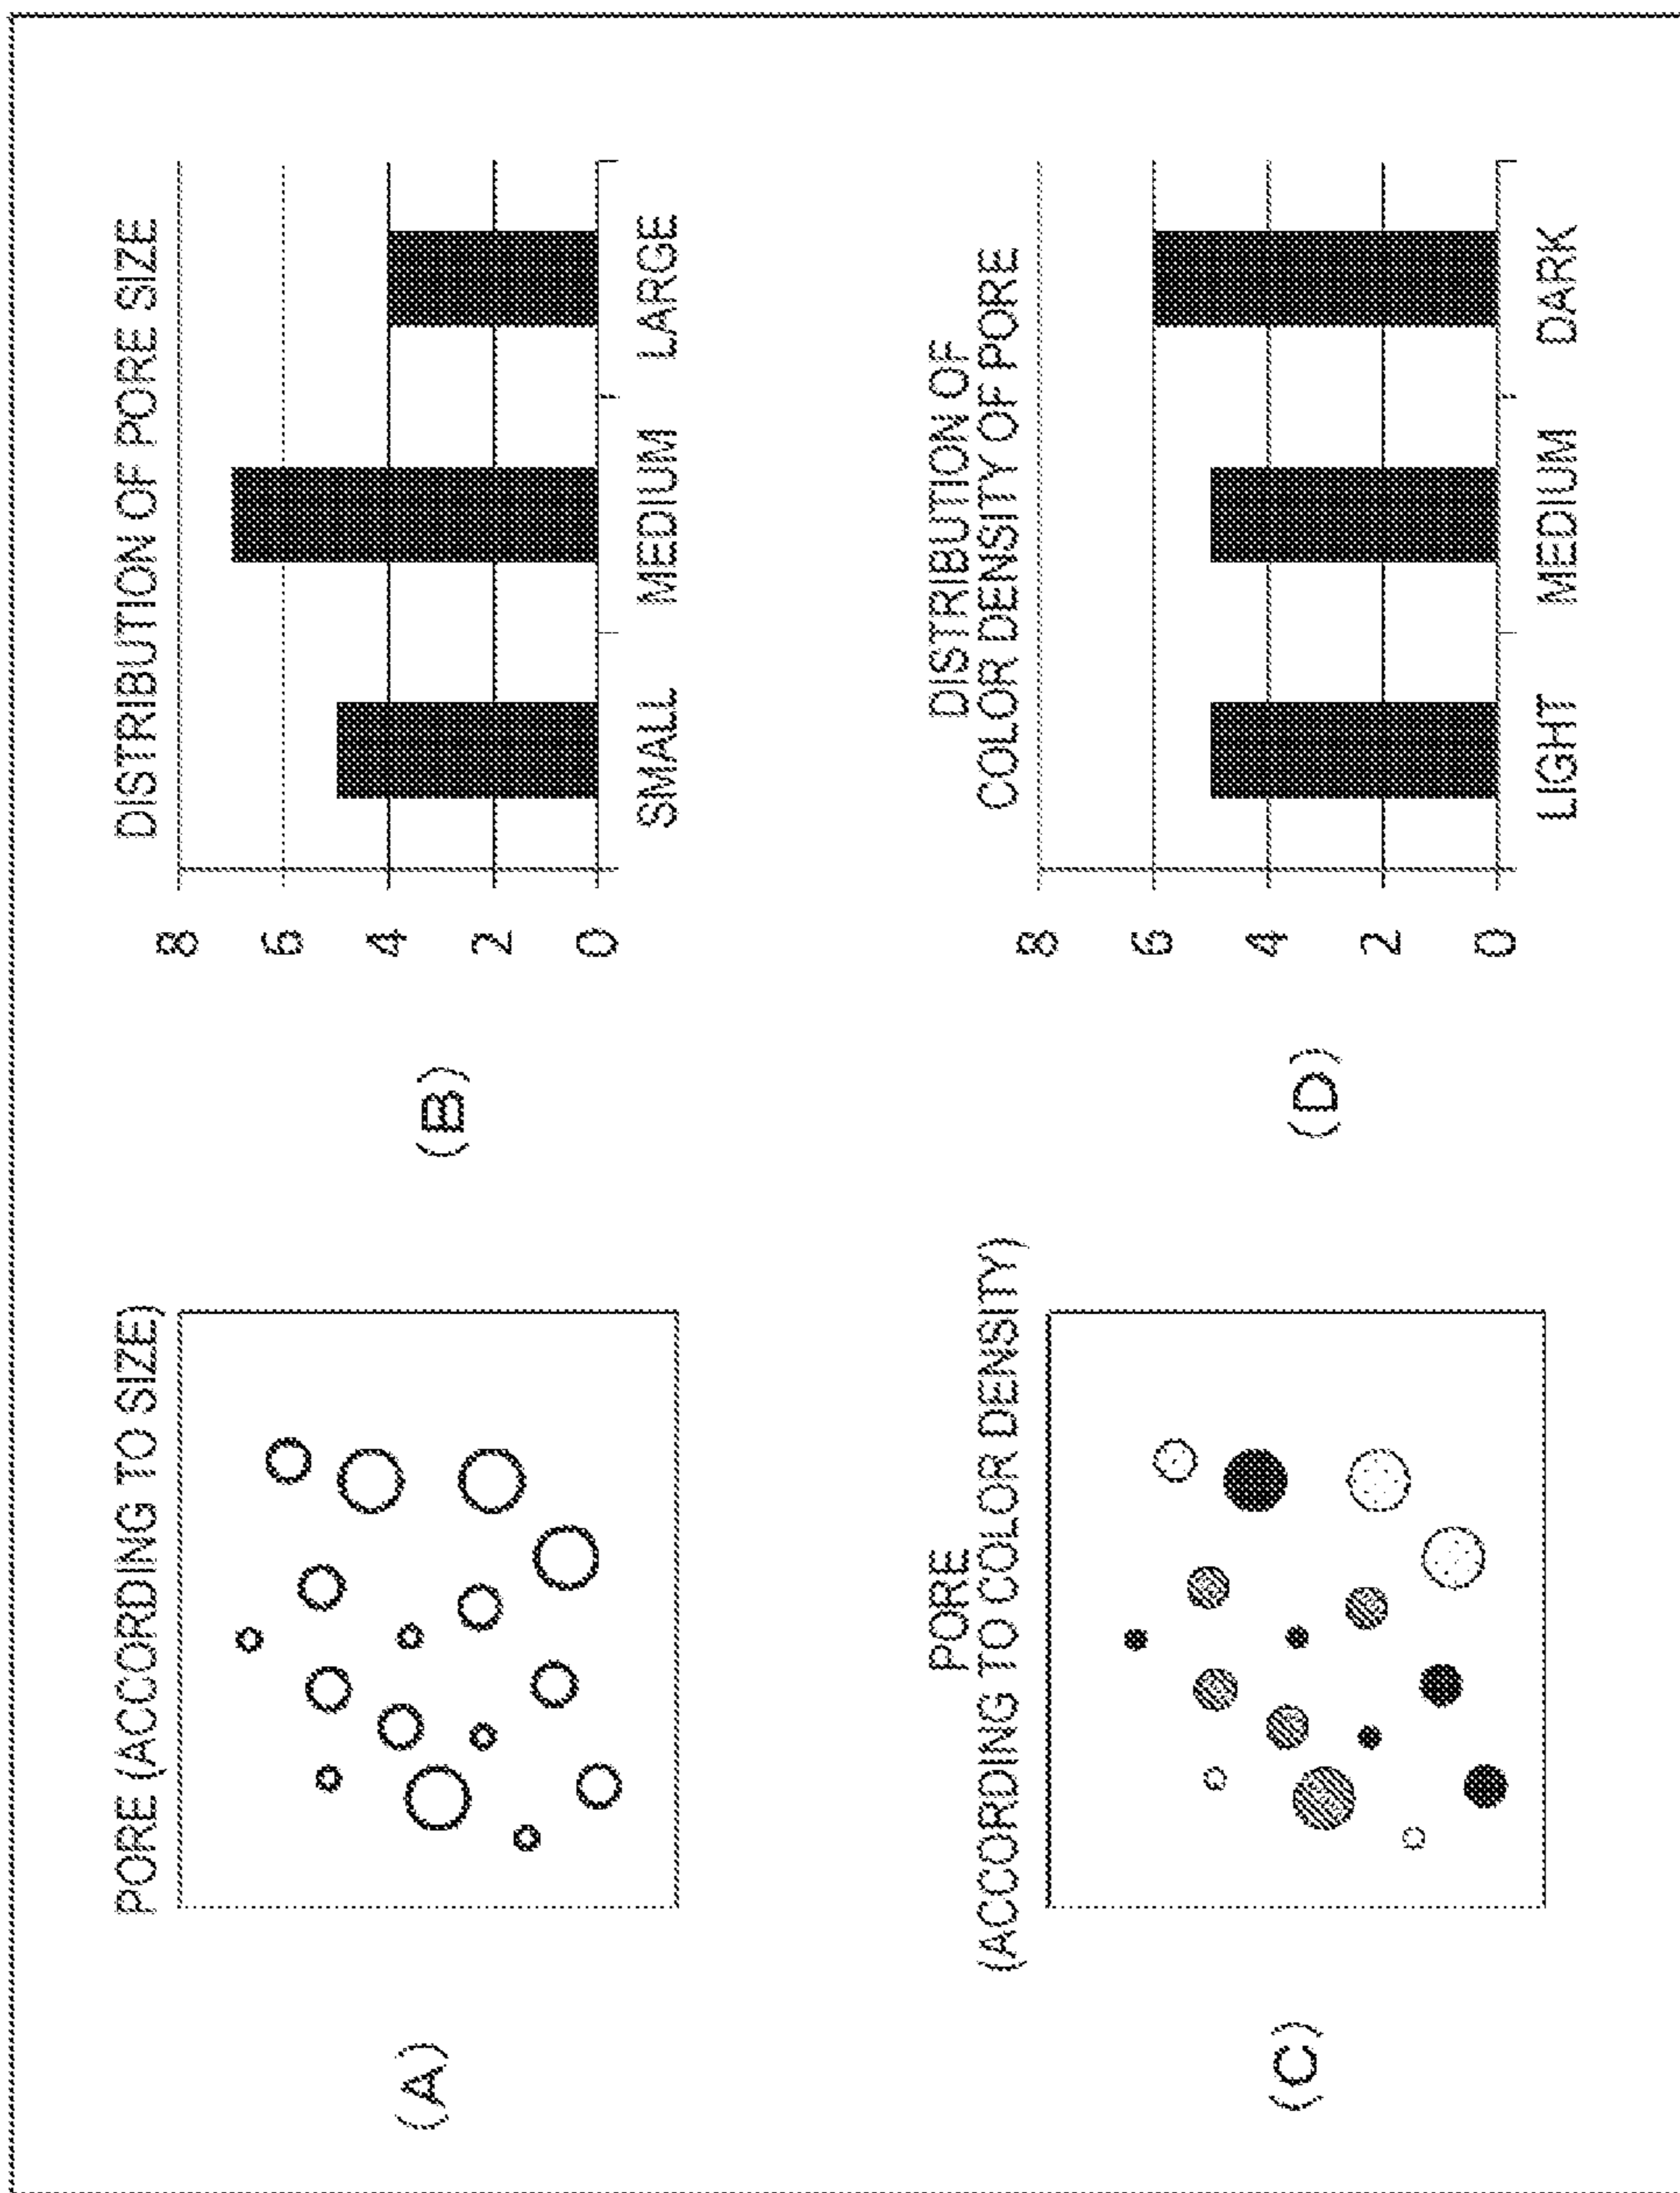 (A)
PORE (ACCORDING TO SIZE)
(B)
DISTRIBUTION OF PORE SIZE
8
6
4
2
0
SMALL
MEDIUM
LARGE
(C)
PORE
(ACCORDING TO COLOR DENSITY)
(D)
DISTRIBUTION OF
COLOR DENSITY OF PORE
8
6
4
2
0
LIGHT
MEDIUM
DARK